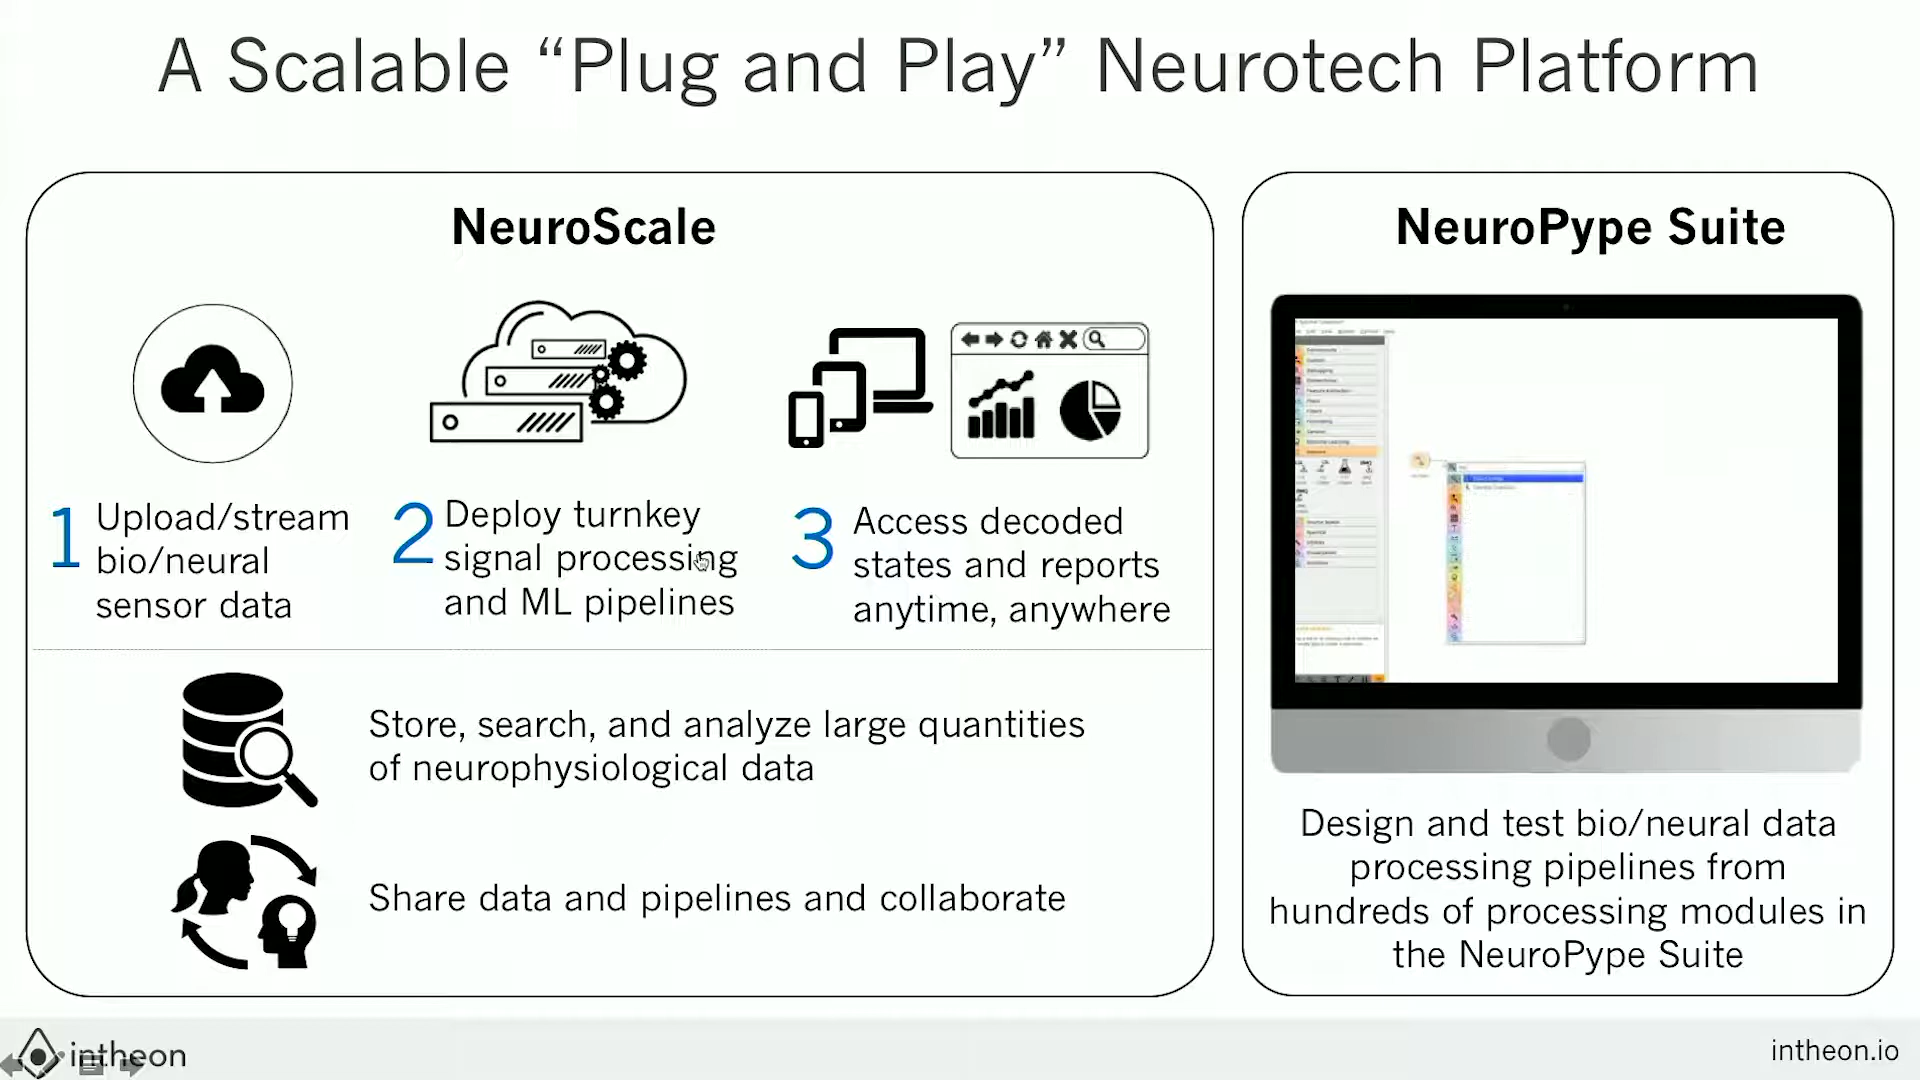 A Scalable “Plug and Play” Neurotech Platform
NeuroScale
1 Upload/stream
bio/neural
sensor data
2 Deploy turnkey
signal processing
and ML pipelines
3 Access decoded
states and reports
anytime, anywhere
Store, search, and analyze large quantities
of neurophysiological data
Share data and pipelines and collaborate
NeuroPype Suite
Design and test bio/neural data
processing pipelines from
hundreds of processing modules in
the NeuroPype Suite
intheon
intheon.io